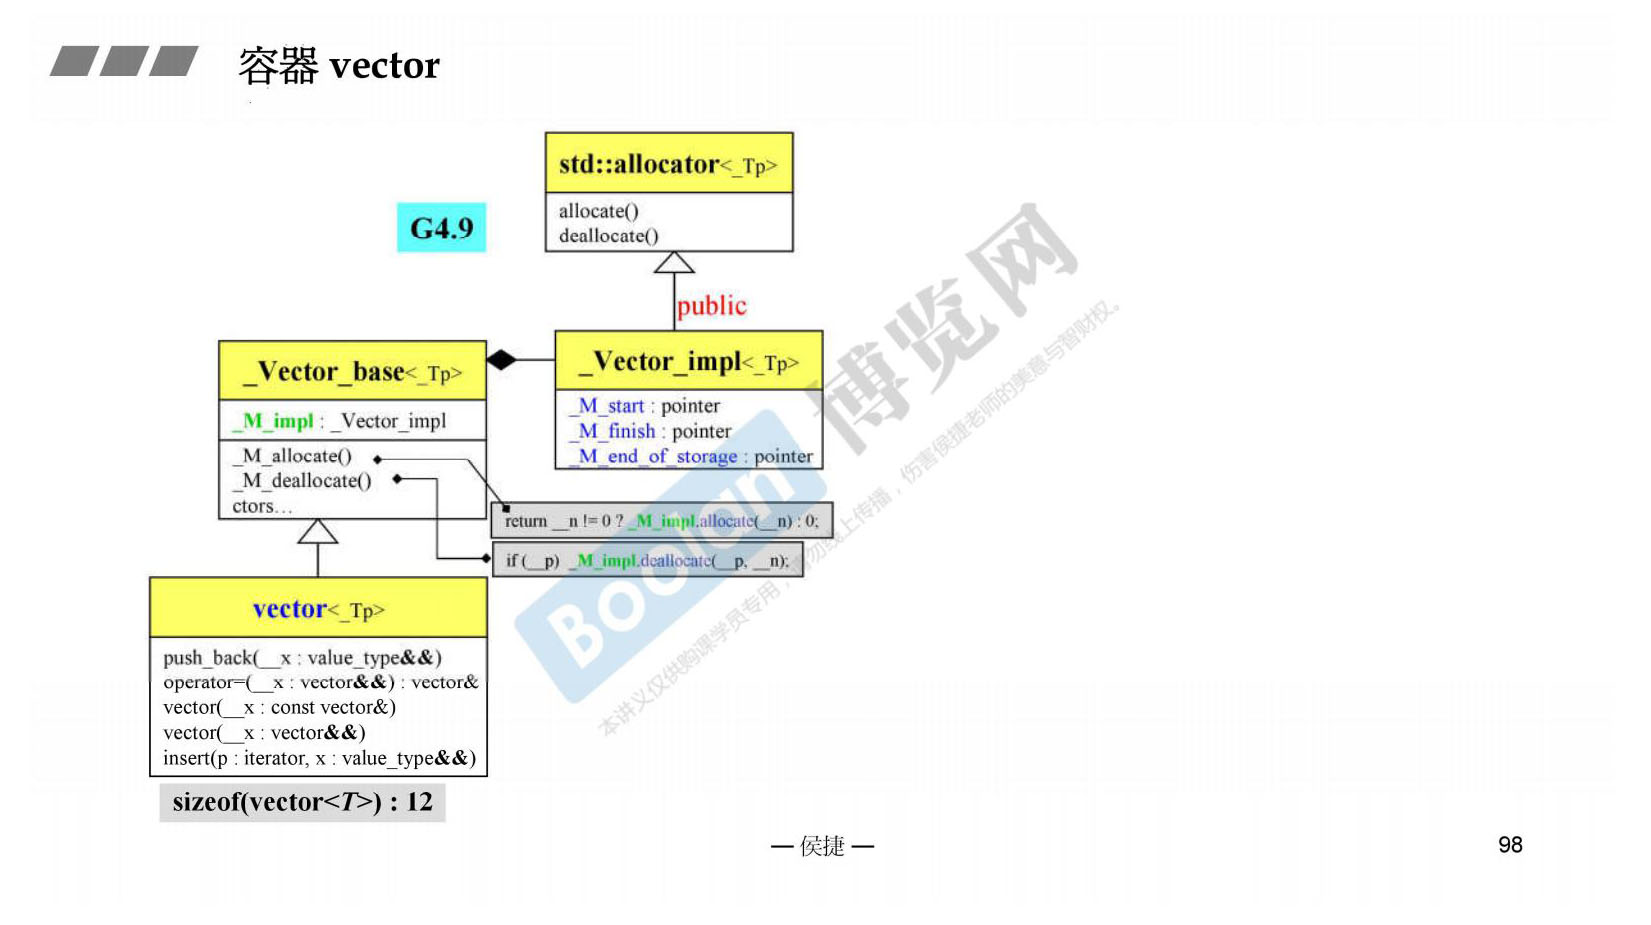 容器 vector
std::allocator<_Tp>
allocate()
deallocate()
G4.9
public
_Vector_base<_Tp>
_M_impl : _Vector_impl
_M_allocate()
_M_deallocate()
ctors…
_Vector_impl<_Tp>
_M_start : pointer
_M_finish : pointer
_M_end_of_storage : pointer
return __n != 0 ? _M_impl.allocate(__n) : 0;
if (__p) _M_impl.deallocate(__p, __n);
vector<_Tp>
push_back(__x : value_type&&)
operator=(__x : vector&&) : vector&
vector(__x : const vector&)
vector(__x : vector&&)
insert(p : iterator, x : value_type&&)
sizeof(vector<T>) : 12
Boolan 博览网
本讲义仅供购课学员专用，请勿线上传播，伤害侯捷老师的美意与智财权。
— 侯捷 —
98